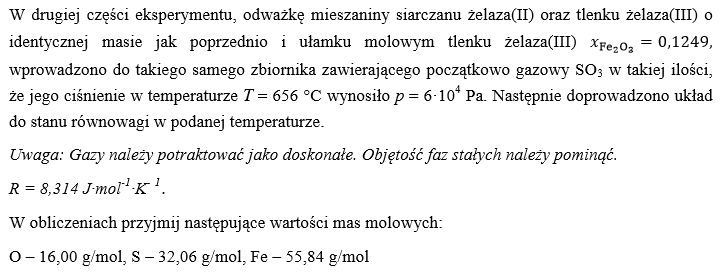 W drugiej części eksperymentu, odważkę mieszaniny siarczanu żelaza(II) oraz tlenku żelaza(III) o
identycznej masie jak poprzednio i ułamku molowym tlenku żelaza(III) x_Fe₂O₃ = 0,1249,
wprowadzono do takiego samego zbiornika zawierającego początkowo gazowy SO₃ w takiej ilości,
że jego ciśnienie w temperaturze T = 656 °C wynosiło p = 6·10⁴ Pa. Następnie doprowadzono układ
do stanu równowagi w podanej temperaturze.
Uwaga: Gazy należy potraktować jako doskonałe. Objętość faz stałych należy pominąć.
R = 8,314 J·mol⁻¹·K⁻¹.
W obliczeniach przyjmij następujące wartości mas molowych:
O – 16,00 g/mol, S – 32,06 g/mol, Fe – 55,84 g/mol